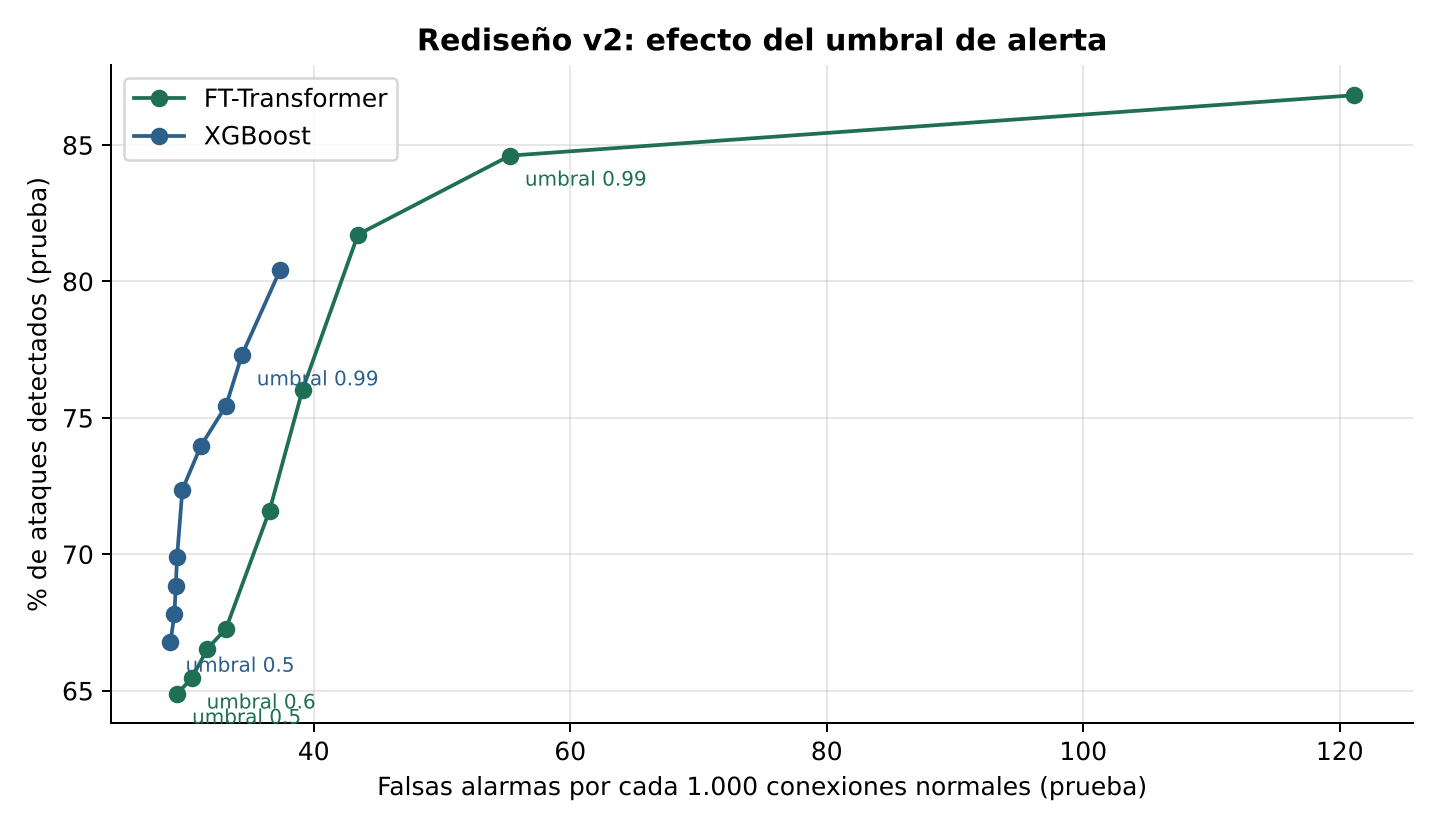 Rediseño v2: efecto del umbral de alerta
FT-Transformer
XGBoost
85
80
75
70
65
% de ataques detectados (prueba)
umbral 0.99
umbral 0.99
umbral 0.5
umbral 0.6
umbral 0.5
40
60
80
100
120
Falsas alarmas por cada 1.000 conexiones normales (prueba)